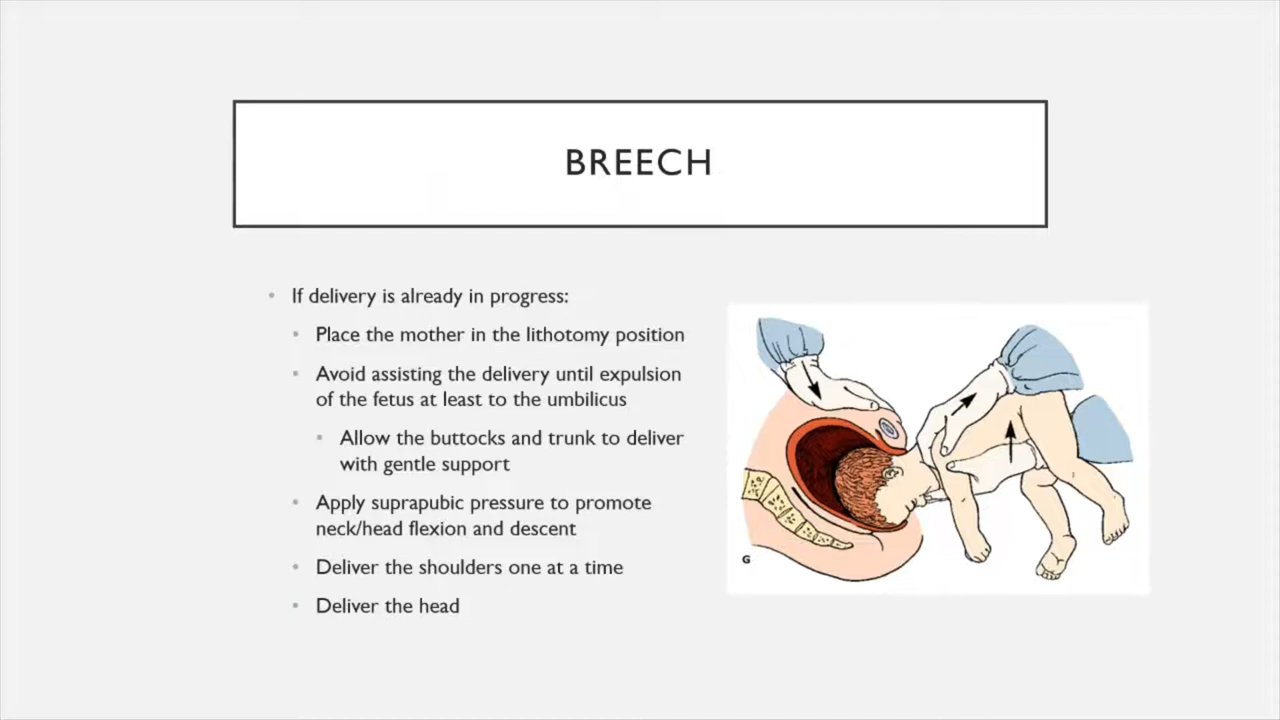 BREECH
• If delivery is already in progress:
• Place the mother in the lithotomy position
• Avoid assisting the delivery until expulsion
of the fetus at least to the umbilicus
• Allow the buttocks and trunk to deliver
with gentle support
• Apply suprapubic pressure to promote
neck/head flexion and descent
• Deliver the shoulders one at a time
• Deliver the head
G